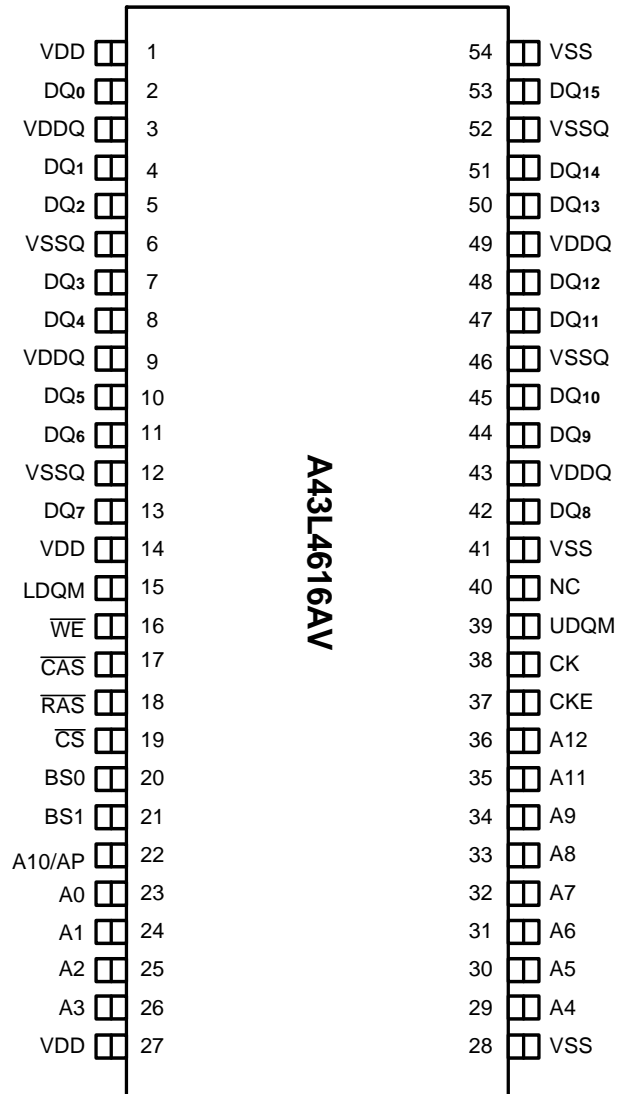 VDD 1 54 VSS
DQ0 2 53 DQ15
VDDQ 3 52 VSSQ
DQ1 4 51 DQ14
DQ2 5 50 DQ13
VSSQ 6 49 VDDQ
DQ3 7 48 DQ12
DQ4 8 47 DQ11
VDDQ 9 46 VSSQ
DQ5 10 45 DQ10
DQ6 11 44 DQ9
VSSQ 12 43 VDDQ
DQ7 13 42 DQ8
VDD 14 41 VSS
LDQM 15 40 NC
W̅E̅ 16 39 UDQM
C̅A̅S̅ 17 38 CK
R̅A̅S̅ 18 37 CKE
C̅S̅ 19 36 A12
BS0 20 35 A11
BS1 21 34 A9
A10/AP 22 33 A8
A0 23 32 A7
A1 24 31 A6
A2 25 30 A5
A3 26 29 A4
VDD 27 28 VSS
A43L4616AV